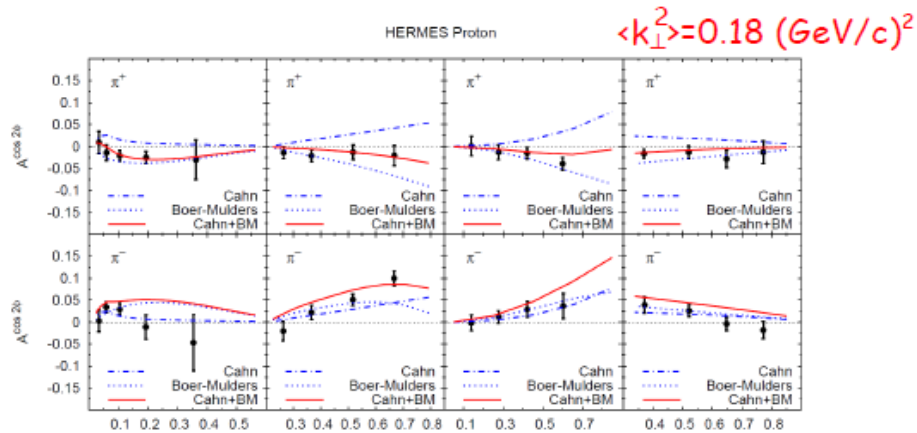 HERMES Proton
<k⊥²>=0.18 (GeV/c)²
π⁺ π⁺ π⁺ π⁺
0.15
0.1
0.05
0
-0.05
-0.1
-0.15
A^cos 2ϕ
Cahn Cahn Cahn Cahn
Boer-Mulders Boer-Mulders Boer-Mulders Boer-Mulders
Cahn+BM Cahn+BM Cahn+BM Cahn+BM
π⁻ π⁻ π⁻ π⁻
0.15
0.1
0.05
0
-0.05
-0.1
-0.15
A^cos 2ϕ
Cahn Cahn Cahn Cahn
Boer-Mulders Boer-Mulders Boer-Mulders Boer-Mulders
Cahn+BM Cahn+BM Cahn+BM Cahn+BM
0.1 0.2 0.3 0.4 0.5 0.3 0.4 0.5 0.6 0.7 0.8 0.1 0.3 0.5 0.7 0.4 0.5 0.6 0.7 0.8 0.9